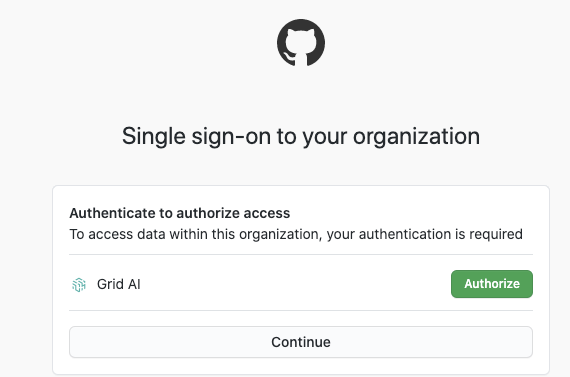 Single sign-on to your organization
Authenticate to authorize access
To access data within this organization, your authentication is required
Grid AI
Authorize
Continue